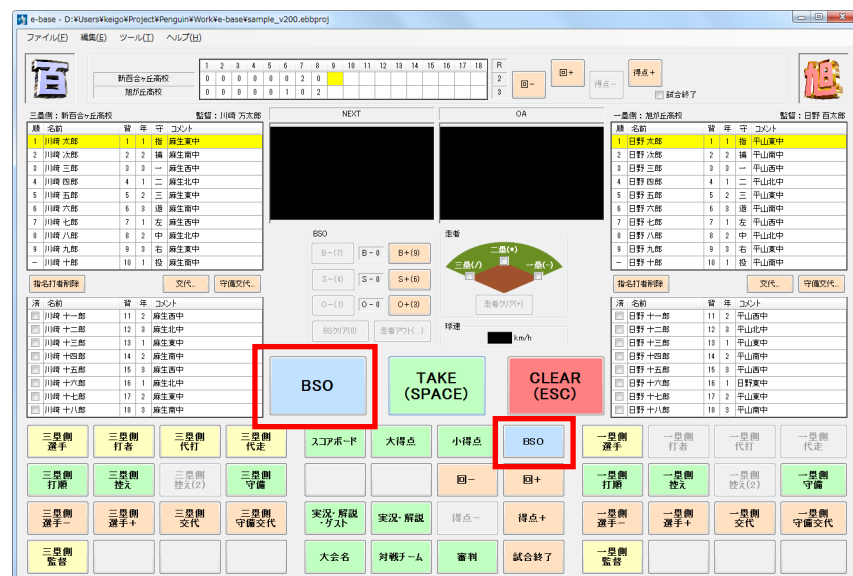 e-base - D:¥Users¥keigo¥Project¥Penguin¥Work¥e-base¥sample_v200.ebbproj
ファイル(F) 編集(E) ツール(T) ヘルプ(H)
百
1 2 3 4 5 6 7 8 9 10 11 12 13 14 15 16 17 18 R
新百合ヶ丘高校 0 0 0 0 0 0 2 0 2
旭が丘高校 0 0 0 0 0 1 0 2 3
回- 回+ 得点- 得点+
試合終了
旭
三塁側：新百合ヶ丘高校 監督：川崎 万太郎
順 名前 背 年 守 コメント
1 川崎 太郎 1 1 指 麻生東中
2 川崎 次郎 2 2 捕 麻生南中
3 川崎 三郎 3 3 一 麻生西中
4 川崎 四郎 4 1 二 麻生北中
5 川崎 五郎 5 2 三 麻生東中
6 川崎 六郎 6 3 遊 麻生南中
7 川崎 七郎 7 1 左 麻生西中
8 川崎 八郎 8 2 中 麻生北中
9 川崎 九郎 9 3 右 麻生東中
- 川崎 十郎 10 1 投 麻生南中
指名打者削除 交代... 守備交代...
済 名前 背 年 コメント
川崎 十一郎 11 2 麻生西中
川崎 十二郎 12 3 麻生北中
川崎 十三郎 13 1 麻生東中
川崎 十四郎 14 2 麻生南中
川崎 十五郎 15 3 麻生西中
川崎 十六郎 16 1 麻生北中
川崎 十七郎 17 2 麻生東中
川崎 十八郎 18 3 麻生南中
NEXT OA
BSO
B-(7) B - 0 B+(9)
S-(4) S - 0 S+(6)
O-(1) O - 0 O+(3)
BSクリア(0) 走者アウト(..)
走者
二塁(*)
三塁(/) 一塁(-)
走者クリア(+)
球速
km/h
BSO
TAKE
(SPACE)
CLEAR
(ESC)
一塁側：旭が丘高校 監督：日野 百太郎
順 名前 背 年 守 コメント
1 日野 太郎 1 1 指 平山東中
2 日野 次郎 2 2 捕 平山南中
3 日野 三郎 3 3 一 平山西中
4 日野 四郎 4 1 二 平山北中
5 日野 五郎 5 2 三 平山東中
6 日野 六郎 6 3 遊 平山南中
7 日野 七郎 7 1 左 平山西中
8 日野 八郎 8 2 中 平山北中
9 日野 九郎 9 3 右 平山東中
- 日野 十郎 10 1 投 平山南中
指名打者削除 交代... 守備交代...
済 名前 背 年 コメント
日野 十一郎 11 2 平山西中
日野 十二郎 12 3 平山北中
日野 十三郎 13 1 平山東中
日野 十四郎 14 2 平山南中
日野 十五郎 15 3 平山西中
日野 十六郎 16 1 日野東中
日野 十七郎 17 2 平山東中
日野 十八郎 18 3 平山南中
三塁側 三塁側 三塁側 三塁側
選手 打者 代打 代走
スコアボード 大得点 小得点 BSO
一塁側 一塁側 一塁側 一塁側
選手 打者 代打 代走
三塁側 三塁側 三塁側 三塁側
打順 控え 控え(2) 守備
回- 回+
一塁側 一塁側 一塁側 一塁側
打順 控え 控え(2) 守備
三塁側 三塁側 三塁側 三塁側
選手- 選手+ 交代 守備交代
実況・解説
・ゲスト
実況・解説 得点- 得点+
一塁側 一塁側 一塁側 一塁側
選手- 選手+ 交代 守備交代
三塁側
監督
大会名 対戦チーム 審判 試合終了
一塁側
監督